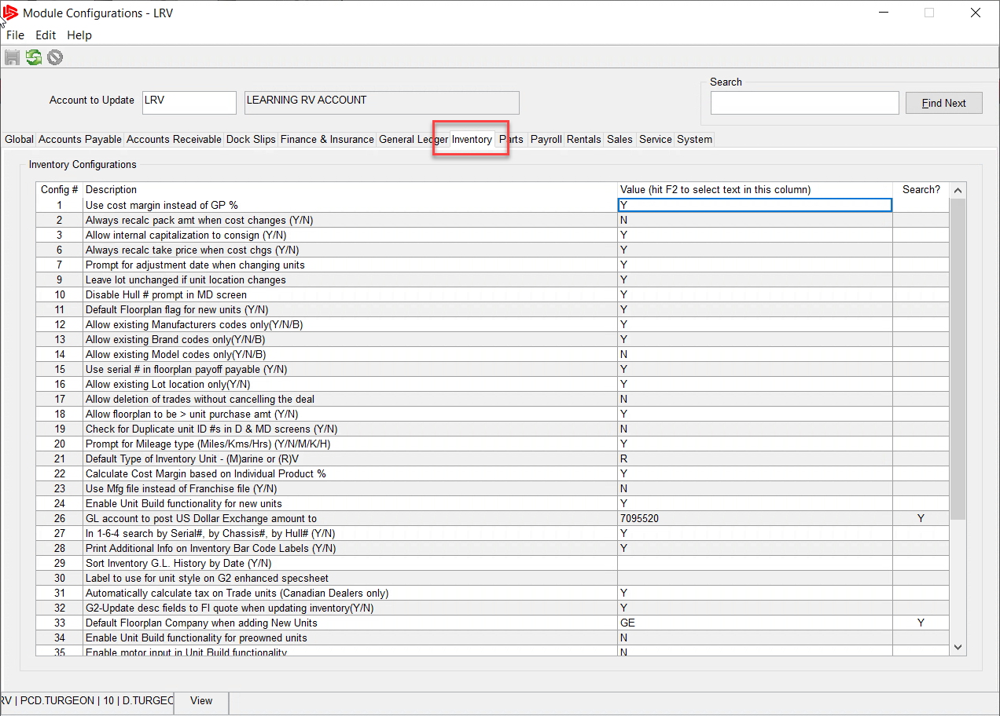 Module Configurations - LRV
File Edit Help
Search
Account to Update LRV LEARNING RV ACCOUNT Find Next
Global Accounts Payable Accounts Receivable Dock Slips Finance & Insurance General Ledger Inventory Parts Payroll Rentals Sales Service System
Inventory Configurations
Config # Description Value (hit F2 to select text in this column) Search?
1 Use cost margin instead of GP % Y
2 Always recalc pack amt when cost changes (Y/N) N
3 Allow internal capitalization to consign (Y/N) Y
6 Always recalc take price when cost chgs (Y/N) Y
7 Prompt for adjustment date when changing units Y
9 Leave lot unchanged if unit location changes Y
10 Disable Hull # prompt in MD screen Y
11 Default Floorplan flag for new units (Y/N) Y
12 Allow existing Manufacturers codes only(Y/N/B) Y
13 Allow existing Brand codes only(Y/N/B) Y
14 Allow existing Model codes only(Y/N/B) N
15 Use serial # in floorplan payoff payable (Y/N) Y
16 Allow existing Lot location only(Y/N) Y
17 Allow deletion of trades without cancelling the deal N
18 Allow floorplan to be > unit purchase amt (Y/N) Y
19 Check for Duplicate unit ID #s in D & MD screens (Y/N) N
20 Prompt for Mileage type (Miles/Kms/Hrs) (Y/N/M/K/H) Y
21 Default Type of Inventory Unit - (M)arine or (R)V R
22 Calculate Cost Margin based on Individual Product % Y
23 Use Mfg file instead of Franchise file (Y/N) N
24 Enable Unit Build functionality for new units Y
26 GL account to post US Dollar Exchange amount to 7095520 Y
27 In 1-6-4 search by Serial#, by Chassis#, by Hull# (Y/N) Y
28 Print Additional Info on Inventory Bar Code Labels (Y/N) Y
29 Sort Inventory G.L. History by Date (Y/N)
30 Label to use for unit style on G2 enhanced specsheet
31 Automatically calculate tax on Trade units (Canadian Dealers only) Y
32 G2-Update desc fields to FI quote when updating inventory(Y/N) Y
33 Default Floorplan Company when adding New Units GE Y
34 Enable Unit Build functionality for preowned units N
35 Enable motor input in Unit Build functionality N
RV | PCD.TURGEON | 10 | D.TURGEO View